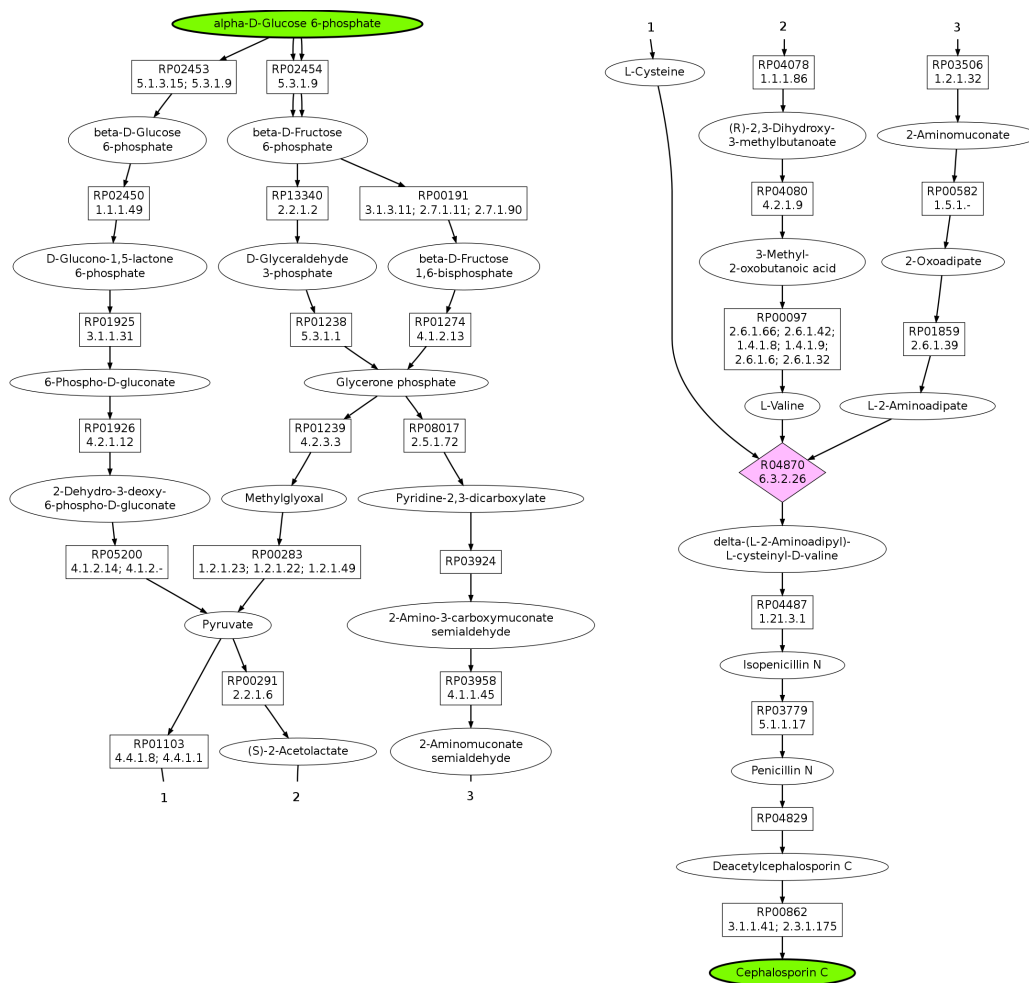 alpha-D-Glucose 6-phosphate
RP02453
5.1.3.15; 5.3.1.9
RP02454
5.3.1.9
beta-D-Glucose
6-phosphate
beta-D-Fructose
6-phosphate
RP02450
1.1.1.49
RP13340
2.2.1.2
RP00191
3.1.3.11; 2.7.1.11; 2.7.1.90
D-Glucono-1,5-lactone
6-phosphate
D-Glyceraldehyde
3-phosphate
beta-D-Fructose
1,6-bisphosphate
RP01925
3.1.1.31
RP01238
5.3.1.1
RP01274
4.1.2.13
6-Phospho-D-gluconate
Glycerone phosphate
RP01926
4.2.1.12
RP01239
4.2.3.3
RP08017
2.5.1.72
2-Dehydro-3-deoxy-
6-phospho-D-gluconate
Methylglyoxal
Pyridine-2,3-dicarboxylate
RP05200
4.1.2.14; 4.1.2.-
RP00283
1.2.1.23; 1.2.1.22; 1.2.1.49
RP03924
Pyruvate
2-Amino-3-carboxymuconate
semialdehyde
RP00291
2.2.1.6
RP03958
4.1.1.45
RP01103
4.4.1.8; 4.4.1.1
(S)-2-Acetolactate
2-Aminomuconate
semialdehyde
1
2
3
1
2
3
L-Cysteine
RP04078
1.1.1.86
RP03506
1.2.1.32
(R)-2,3-Dihydroxy-
3-methylbutanoate
2-Aminomuconate
RP04080
4.2.1.9
RP00582
1.5.1.-
3-Methyl-
2-oxobutanoic acid
2-Oxoadipate
RP00097
2.6.1.66; 2.6.1.42;
1.4.1.8; 1.4.1.9;
2.6.1.6; 2.6.1.32
RP01859
2.6.1.39
L-Valine
L-2-Aminoadipate
R04870
6.3.2.26
delta-(L-2-Aminoadipyl)-
L-cysteinyl-D-valine
RP04487
1.21.3.1
Isopenicillin N
RP03779
5.1.1.17
Penicillin N
RP04829
Deacetylcephalosporin C
RP00862
3.1.1.41; 2.3.1.175
Cephalosporin C